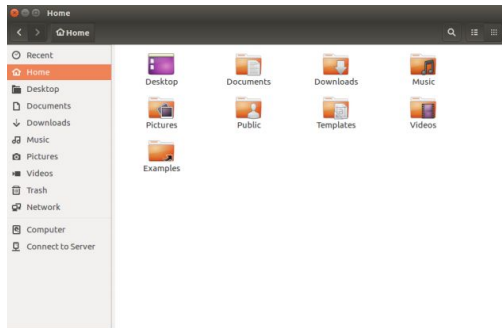 Home
Home
Recent
Home
Desktop
Documents
Downloads
Music
Pictures
Videos
Trash
Network
Computer
Connect to Server
Desktop
Documents
Downloads
Music
Pictures
Public
Templates
Videos
Examples